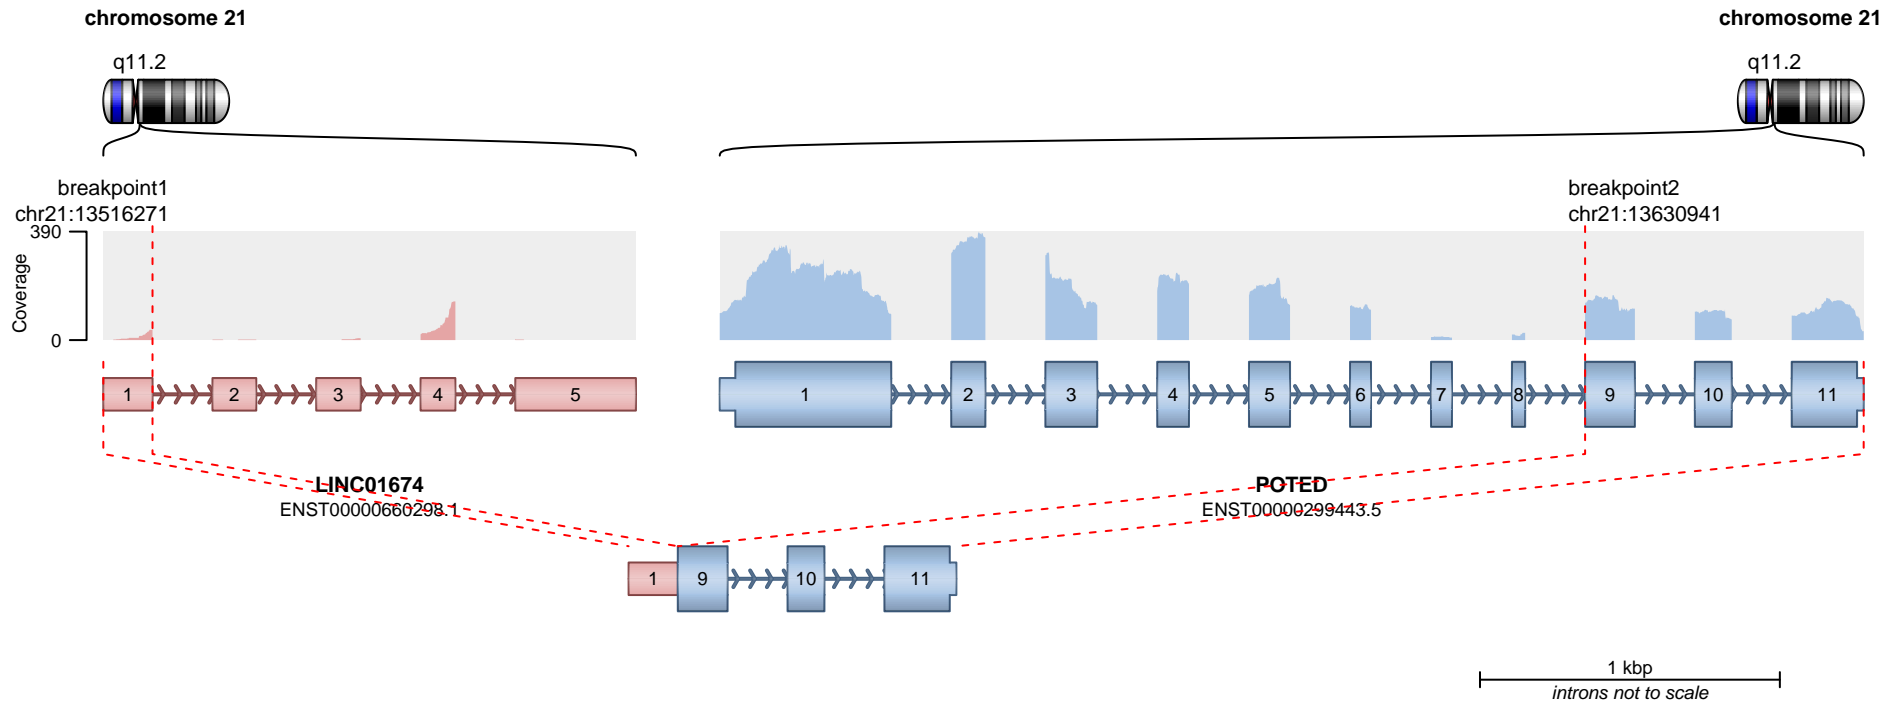 chromosome 21
chromosome 21
q11.2
q11.2
breakpoint1
chr21:13516271
breakpoint2
chr21:13630941
390
0
Coverage
1 2 3 4 5
1 2 3 4 5 6 7 8 9 10 11
LINC01674
ENST00000660298.1
POTED
ENST00000299443.5
1 9 10 11
1 kbp
introns not to scale